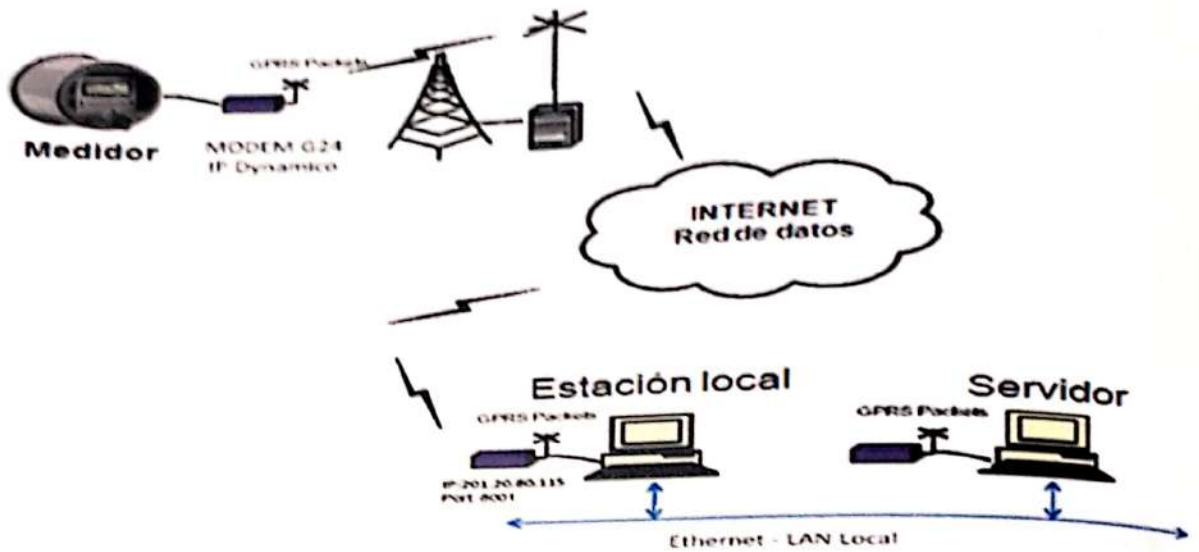 GPRS Packets
Medidor
MODEM G24
IP Dynamico
INTERNET
Red de datos
Estación local
GPRS Packets
IP:201.20.80.115
Port:8001
Servidor
GPRS Packets
Ethernet - LAN Local